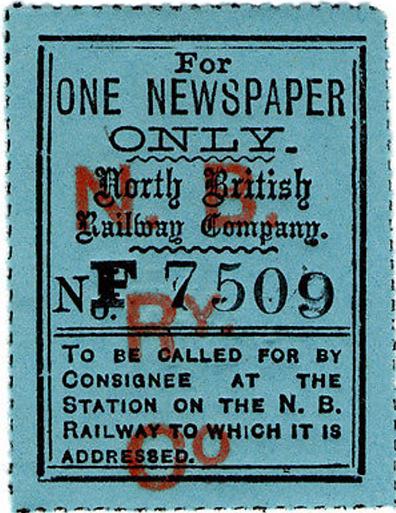 For
ONE NEWSPAPER
ONLY.
North British
Railway Company.
No. F 7509
TO BE CALLED FOR BY
CONSIGNEE AT THE
STATION ON THE N. B.
RAILWAY TO WHICH IT IS
ADDRESSED.
N. B.
RY.
Co